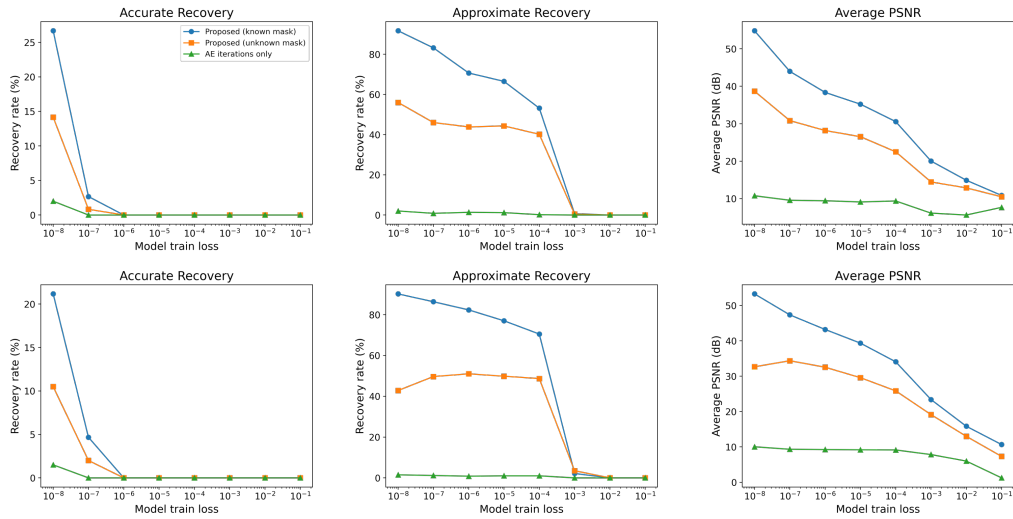 Accurate Recovery
Recovery rate (%)
25
20
15
10
5
0
Proposed (known mask)
Proposed (unknown mask)
AE iterations only
10⁻⁸ 10⁻⁷ 10⁻⁶ 10⁻⁵ 10⁻⁴ 10⁻³ 10⁻² 10⁻¹
Model train loss
Approximate Recovery
Recovery rate (%)
80
60
40
20
0
10⁻⁸ 10⁻⁷ 10⁻⁶ 10⁻⁵ 10⁻⁴ 10⁻³ 10⁻² 10⁻¹
Model train loss
Average PSNR
Average PSNR (dB)
50
40
30
20
10
10⁻⁸ 10⁻⁷ 10⁻⁶ 10⁻⁵ 10⁻⁴ 10⁻³ 10⁻² 10⁻¹
Model train loss
Accurate Recovery
Recovery rate (%)
20
15
10
5
0
10⁻⁸ 10⁻⁷ 10⁻⁶ 10⁻⁵ 10⁻⁴ 10⁻³ 10⁻² 10⁻¹
Model train loss
Approximate Recovery
Recovery rate (%)
80
60
40
20
0
10⁻⁸ 10⁻⁷ 10⁻⁶ 10⁻⁵ 10⁻⁴ 10⁻³ 10⁻² 10⁻¹
Model train loss
Average PSNR
Average PSNR (dB)
50
40
30
20
10
0
10⁻⁸ 10⁻⁷ 10⁻⁶ 10⁻⁵ 10⁻⁴ 10⁻³ 10⁻² 10⁻¹
Model train loss